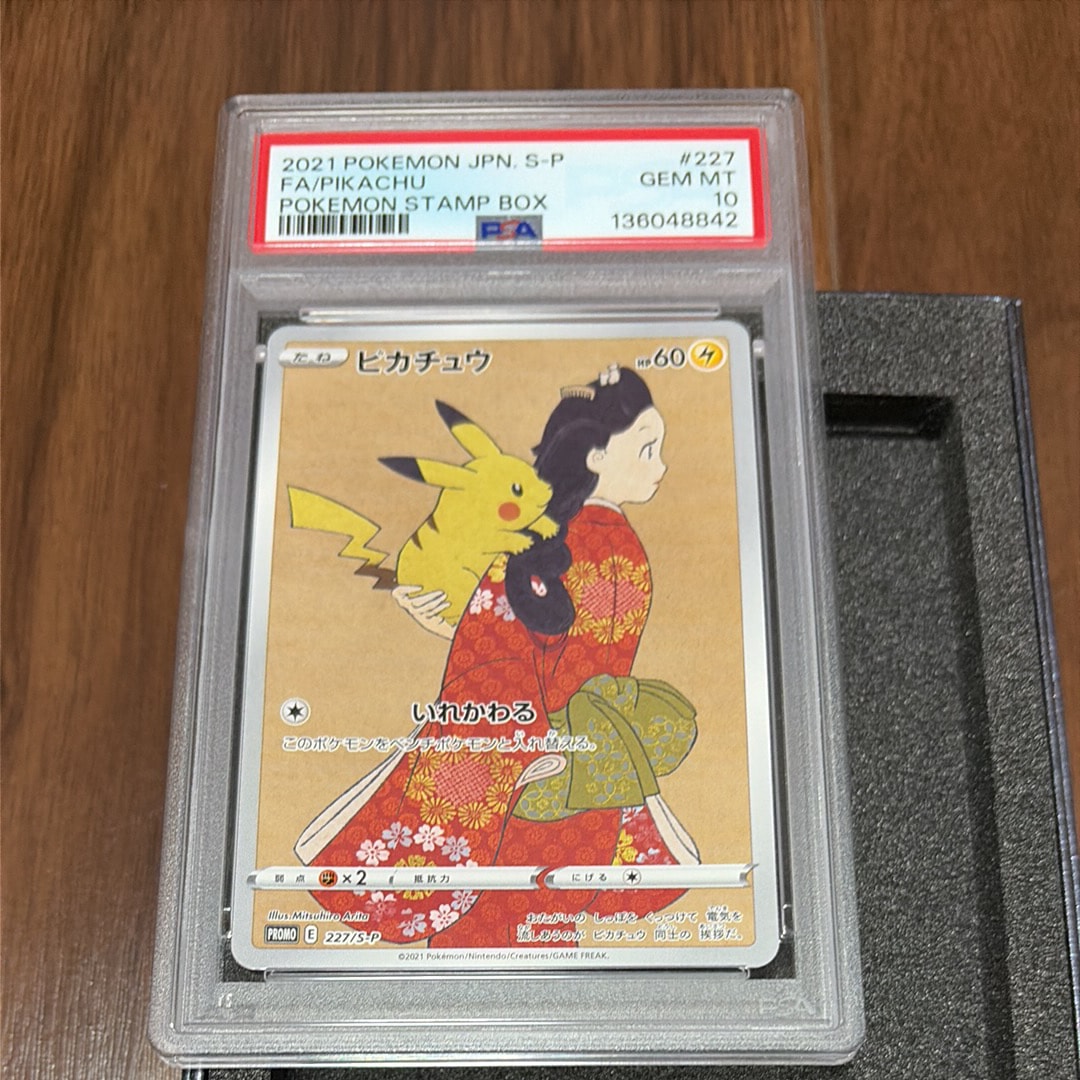 2021 POKEMON JPN. S-P #227
FA/PIKACHU GEM MT
POKEMON STAMP BOX 10
PSA 136048842
たね ピカチュウ HP60
いれかわる
このポケモンをベンチポケモンと入れ替える。
弱点 ×2 抵抗力 にげる
Illus. Mitsuhiro Arita
おたがいの しっぽを くっつけて 電気を
PROMO E 227/S-P
流しあうのが ピカチュウ 同士の 挨拶だ。
©2021 Pokémon/Nintendo/Creatures/GAME FREAK.
PSA